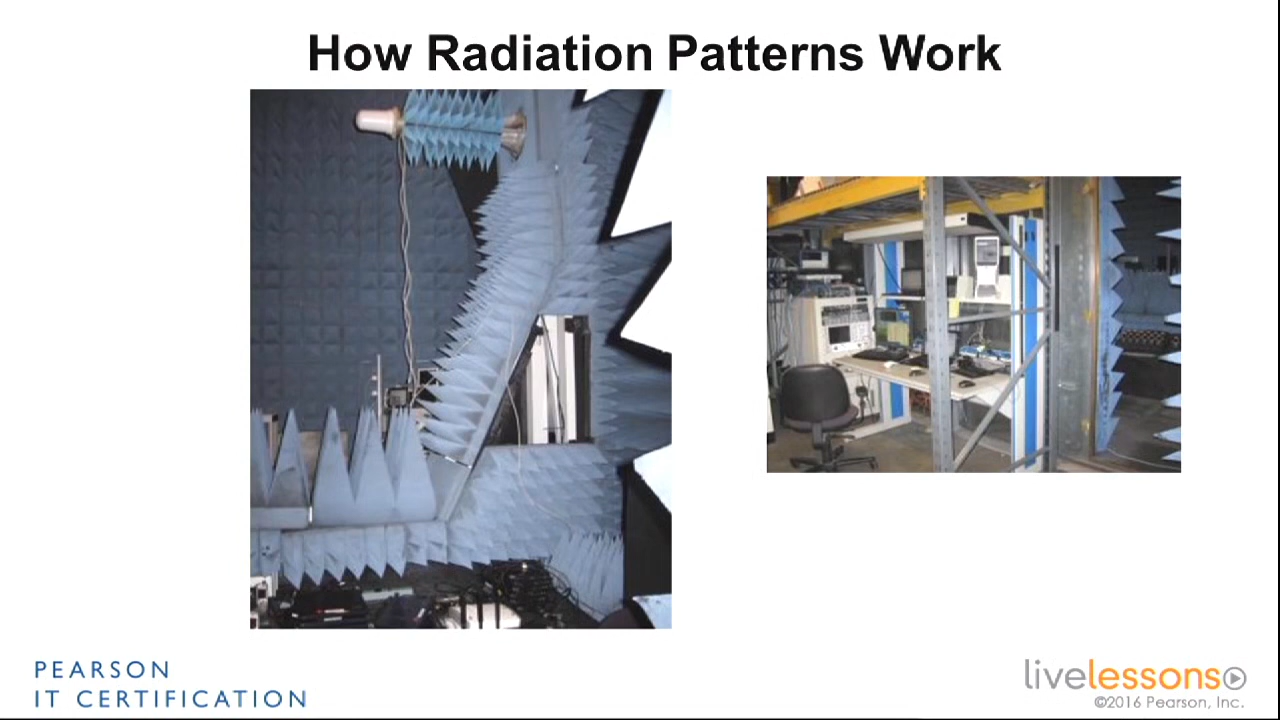 How Radiation Patterns Work
PEARSON
IT CERTIFICATION
livelessons
©2016 Pearson, Inc.